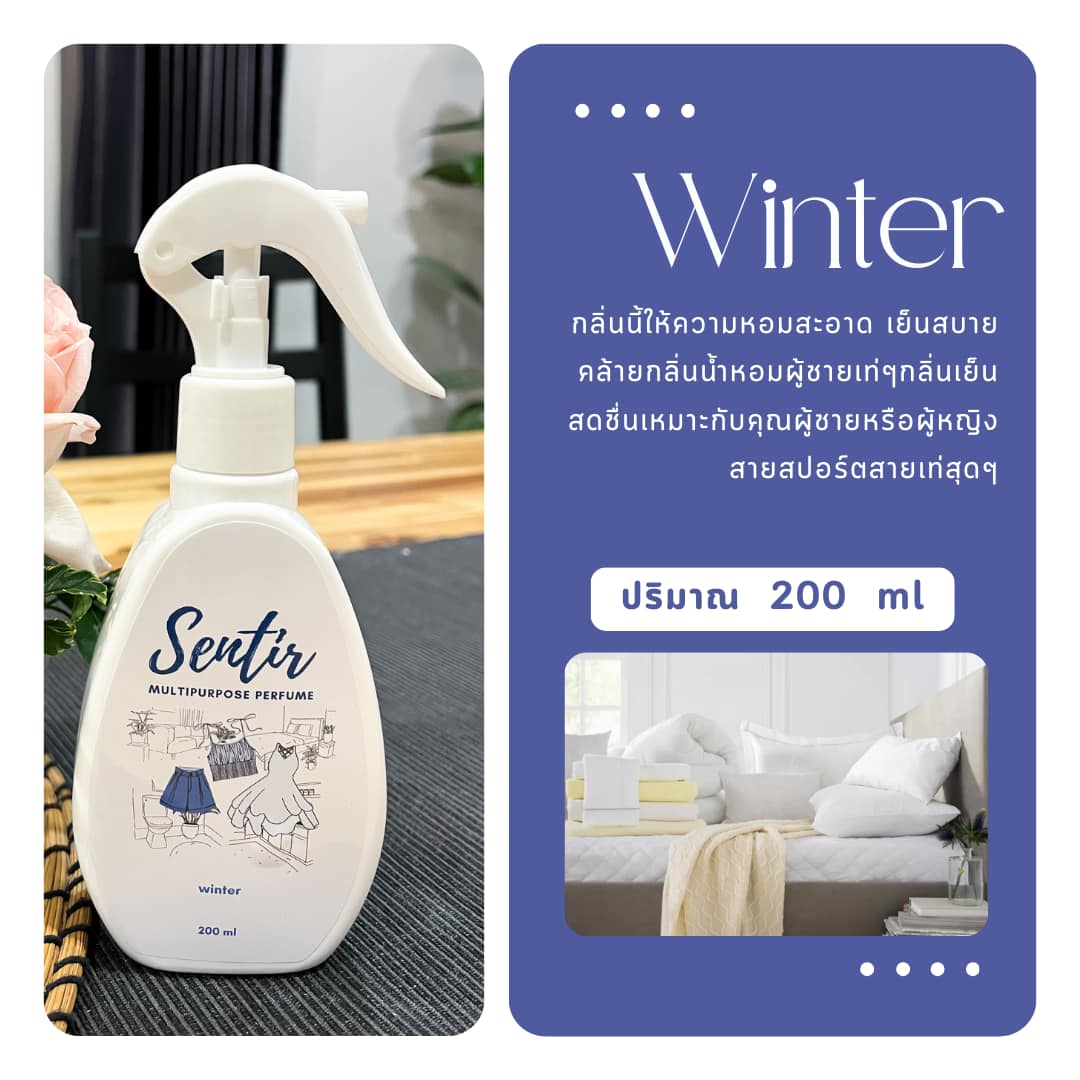 Sentir
MULTIPURPOSE PERFUME
winter
200 ml
Winter
กลิ่นนี้ให้ความหอมสะอาด เย็นสบาย
คล้ายกลิ่นน้ำหอมผู้ชายเท่ๆกลิ่นเย็น
สดชื่นเหมาะกับคุณผู้ชายหรือผู้หญิง
สายสปอร์ตสายเท่สุดๆ
ปริมาณ 200 ml